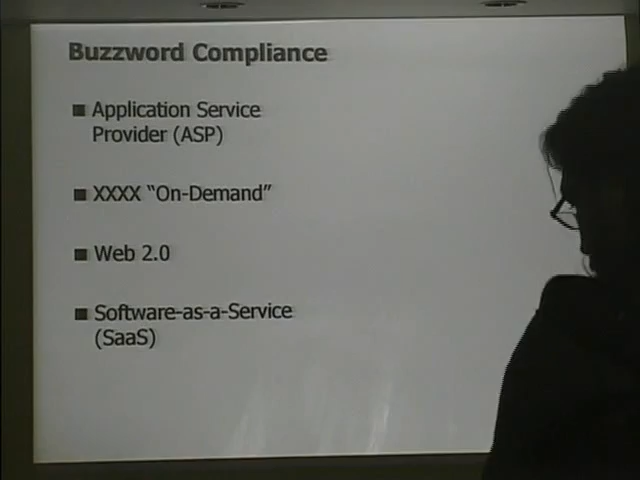 Buzzword Compliance
■ Application Service
Provider (ASP)
■ XXXX “On-Demand”
■ Web 2.0
■ Software-as-a-Service
(SaaS)